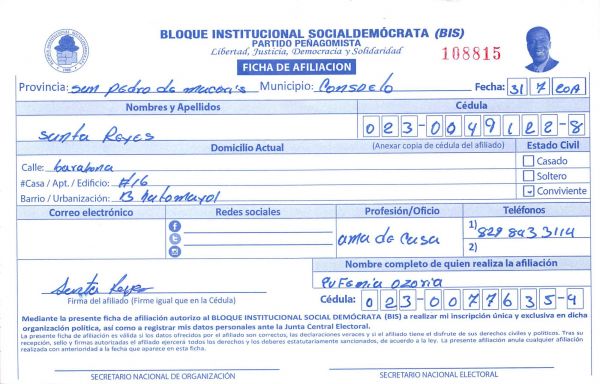 BLOQUE INSTITUCIONAL SOCIALDEMÓCRATA (BIS)
PARTIDO PEÑAGOMISTA
Libertad, Justicia, Democracia y Solidaridad
108815
FICHA DE AFILIACION
Provincia: sem pedro de macoris Municipio: Consuelo Fecha: 31 7 20A
Nombres y Apellidos Cédula
Santa Reyes 023-0049122-8
Domicilio Actual (Anexar copia de cédula del afiliado) Estado Civil
Calle: barahona Casado
#Casa / Apt. / Edificio: #16 Soltero
Barrio / Urbanización: B hatomayol Conviviente
Correo electrónico Redes sociales Profesión/Oficio Teléfonos
ama de casa 1) 829 8433114
2)
Nombre completo de quien realiza la afiliación
Santa Reyes EUFemia ozoria
Firma del afiliado (Firme igual que en la Cédula) Cédula: 023-0077635-4
Mediante la presente ficha de afiliación autorizo al BLOQUE INSTITUCIONAL SOCIAL DEMÓCRATA (BIS) a realizar mi inscripción única y exclusiva en dicha
organización política, así como a registrar mis datos personales ante la Junta Central Electoral.
La presente ficha de afiliación es válida si los datos ofrecidos por el afiliado son correctos, las declaraciones veraces y si el afiliado tiene el disfrute de sus derechos civiles y políticos. Tras su
recepción, sello y firmas autorizadas el afiliado ejercerá todos los derechos y los deberes estatutariamente sancionados, de acuerdo a la ley. La presente afiliación anula cualquier afiliación
realizada con anterioridad a la fecha que aparece en esta ficha.
SECRETARIO NACIONAL DE ORGANIZACIÓN SECRETARIO NACIONAL ELECTORAL